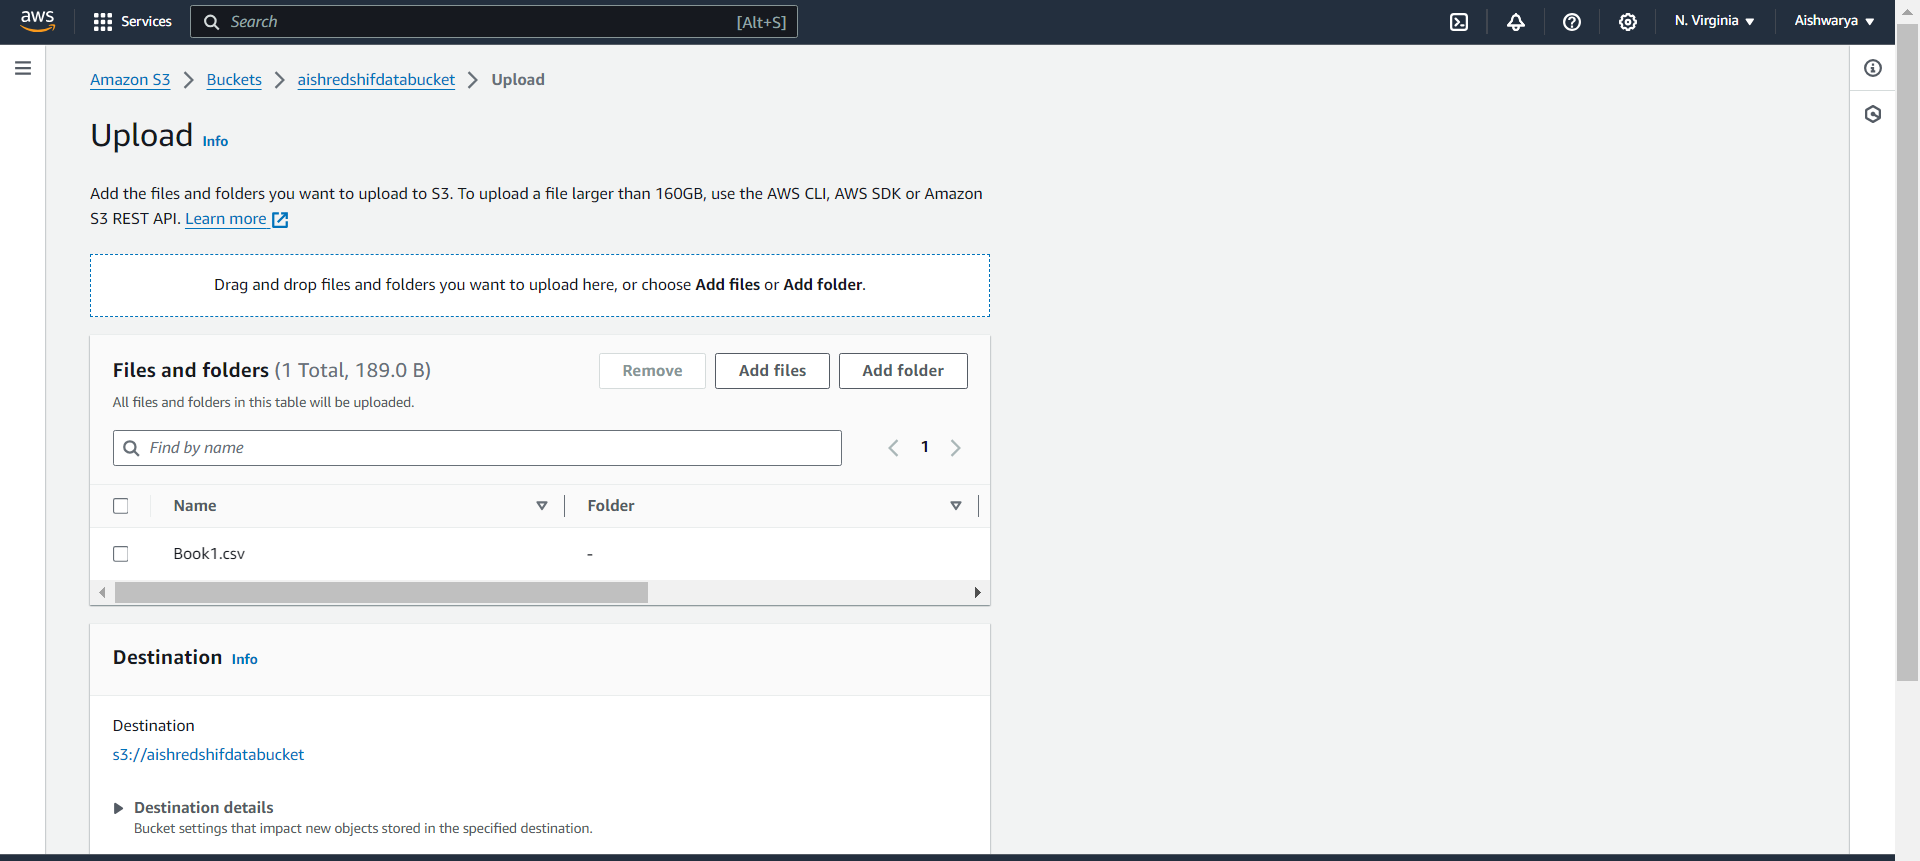 aws Services Search [Alt+S] N. Virginia Aishwarya
Amazon S3 Buckets aishredshifdatabucket Upload
Upload Info
Add the files and folders you want to upload to S3. To upload a file larger than 160GB, use the AWS CLI, AWS SDK or Amazon
S3 REST API. Learn more
Drag and drop files and folders you want to upload here, or choose Add files or Add folder.
Files and folders (1 Total, 189.0 B) Remove Add files Add folder
All files and folders in this table will be uploaded.
Find by name 1
Name Folder
Book1.csv -
Destination Info
Destination
s3://aishredshifdatabucket
Destination details
Bucket settings that impact new objects stored in the specified destination.